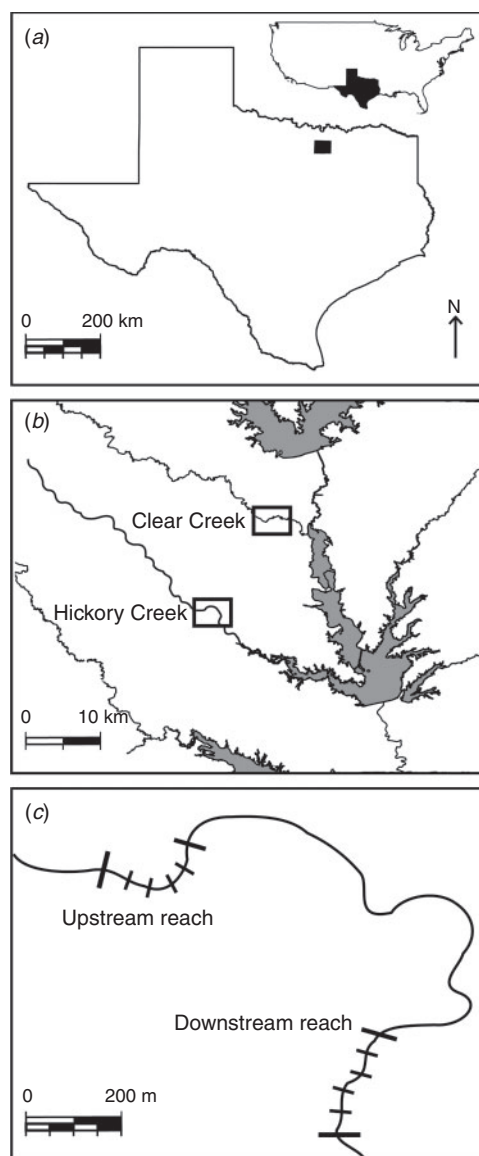 (a)
N
0 200 km
(b)
Clear Creek
Hickory Creek
0 10 km
(c)
Upstream reach
Downstream reach
0 200 m